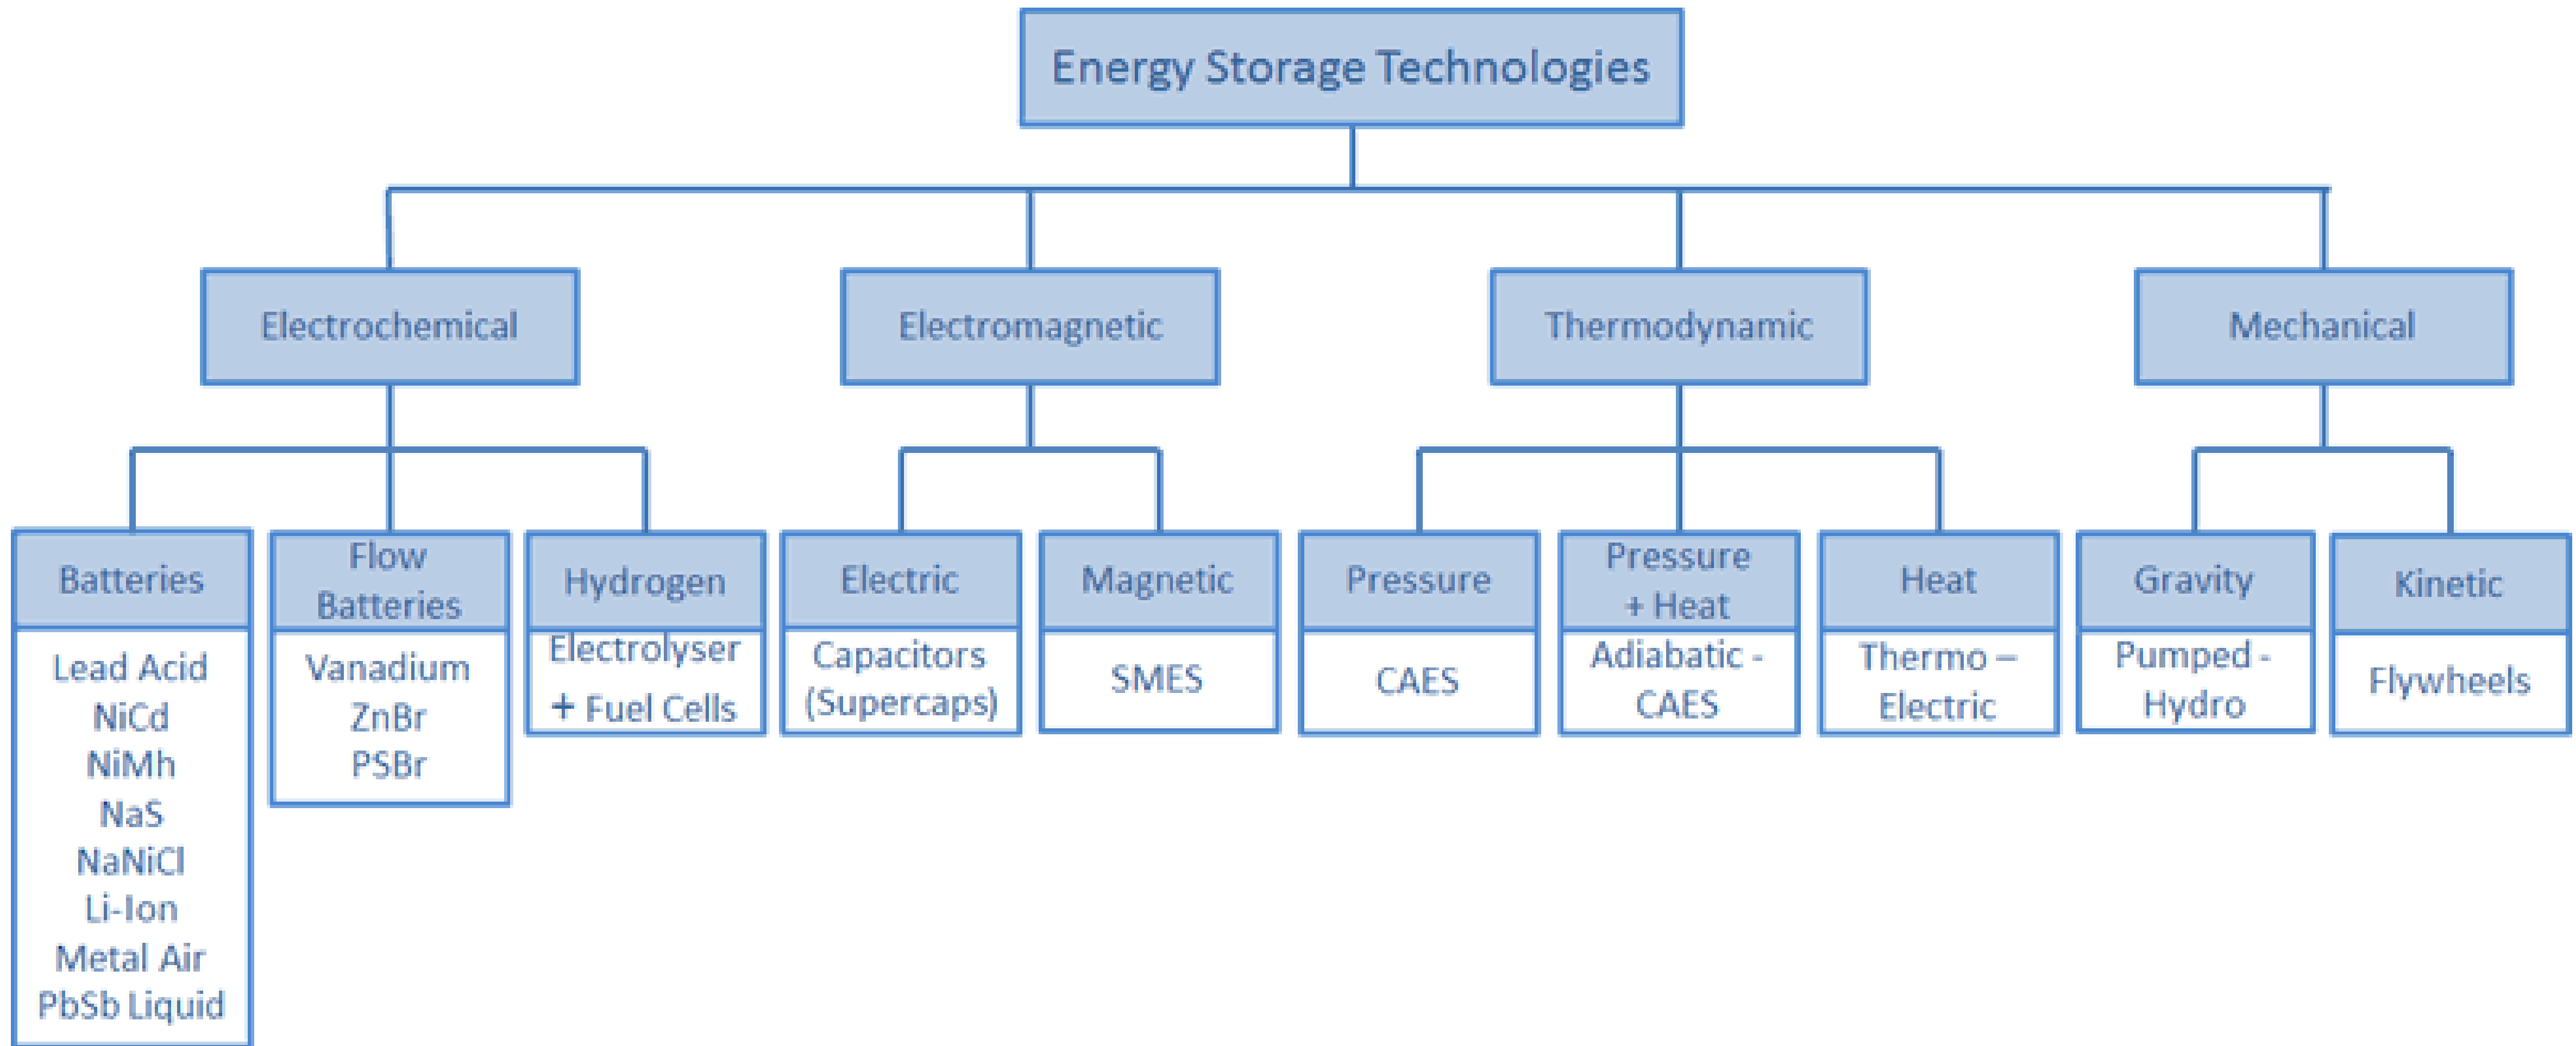 Energy Storage Technologies
Electrochemical
Electromagnetic
Thermodynamic
Mechanical
Batteries
Lead Acid
NiCd
NiMh
NaS
NaNiCl
Li-Ion
Metal Air
PbSb Liquid
Flow
Batteries
Vanadium
ZnBr
PSBr
Hydrogen
Electrolyser
+ Fuel Cells
Electric
Capacitors
(Supercaps)
Magnetic
SMES
Pressure
CAES
Pressure
+ Heat
Adiabatic -
CAES
Heat
Thermo –
Electric
Gravity
Pumped -
Hydro
Kinetic
Flywheels